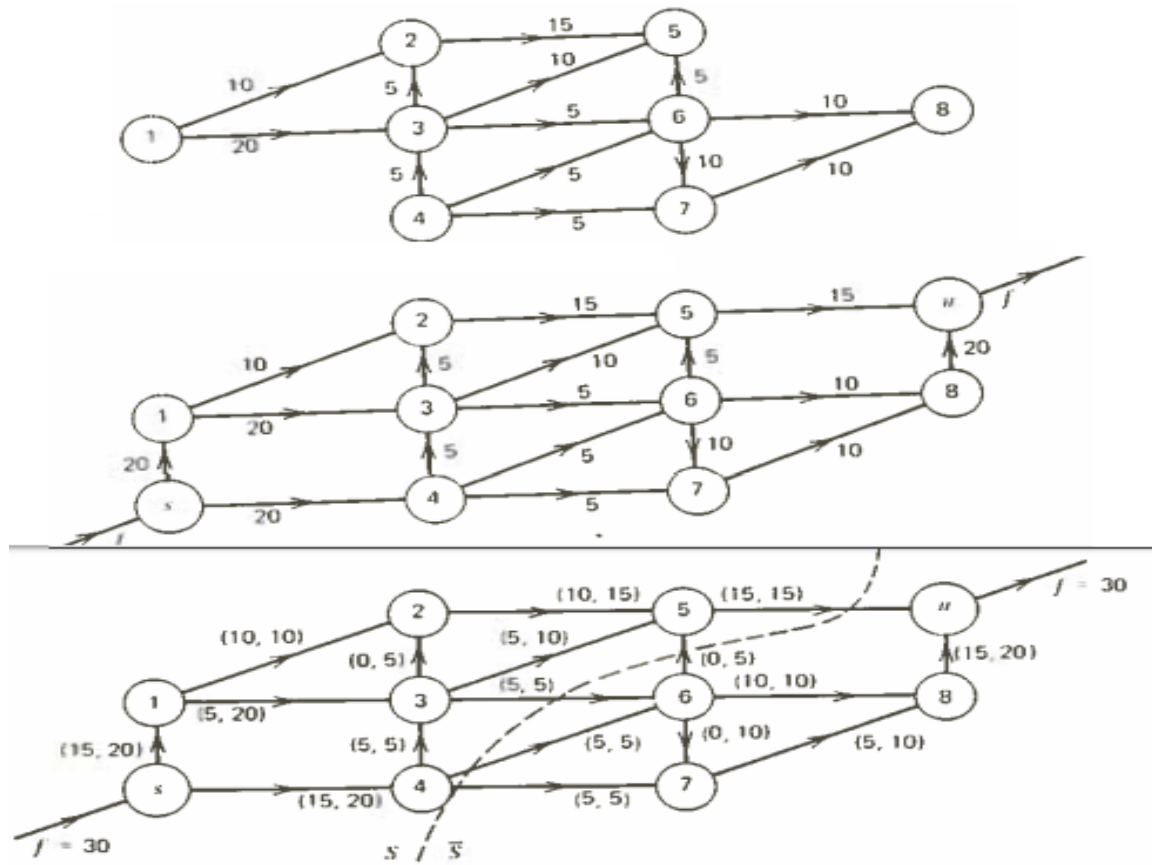 2 15 5
10 5 10 5
1 20 3 5 6 10 8
5 5 10 10
4 5 7
2 15 5 15 u f
10 5 10 5 20
1 20 3 5 6 10 8
20 5 5 10 10
s 20 4 5 7
f
2 (10, 15) 5 (15, 15) u f = 30
(10, 10) (0, 5) (5, 10) (0, 5) (15, 20)
1 (5, 20) 3 (5, 5) 6 (10, 10) 8
(15, 20) (5, 5) (5, 5) (0, 10) (5, 10)
s (15, 20) 4 (5, 5) 7
f = 30 S S̅